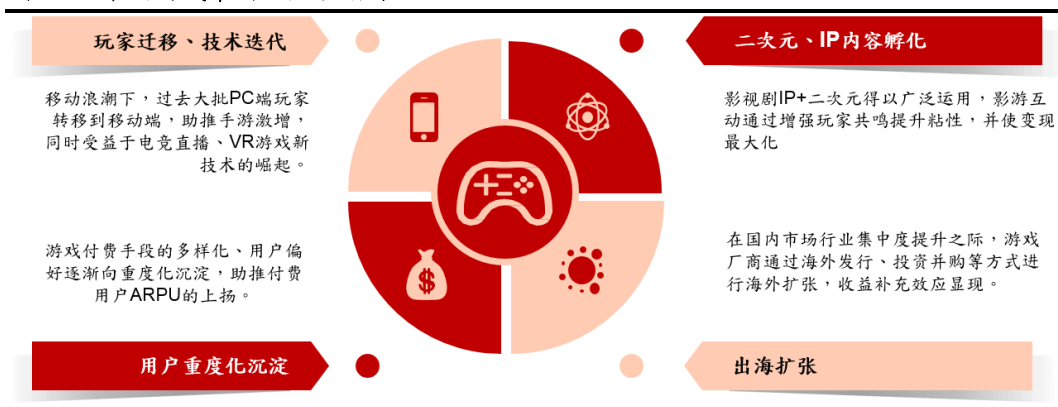 玩家迁移、技术迭代
移动浪潮下，过去大批PC端玩家
转移到移动端，助推手游激增，
同时受益于电竞直播、VR游戏新
技术的崛起。
二次元、IP内容孵化
影视剧IP+二次元得以广泛运用，影游互
动通过增强玩家共鸣提升粘性，并使变现
最大化
游戏付费手段的多样化、用户偏
好逐渐向重度化沉淀，助推付费
用户ARPU的上扬。
用户重度化沉淀
在国内市场行业集中度提升之际，游戏
厂商通过海外发行、投资并购等方式进
行海外扩张，收益补充效应显现。
出海扩张
$